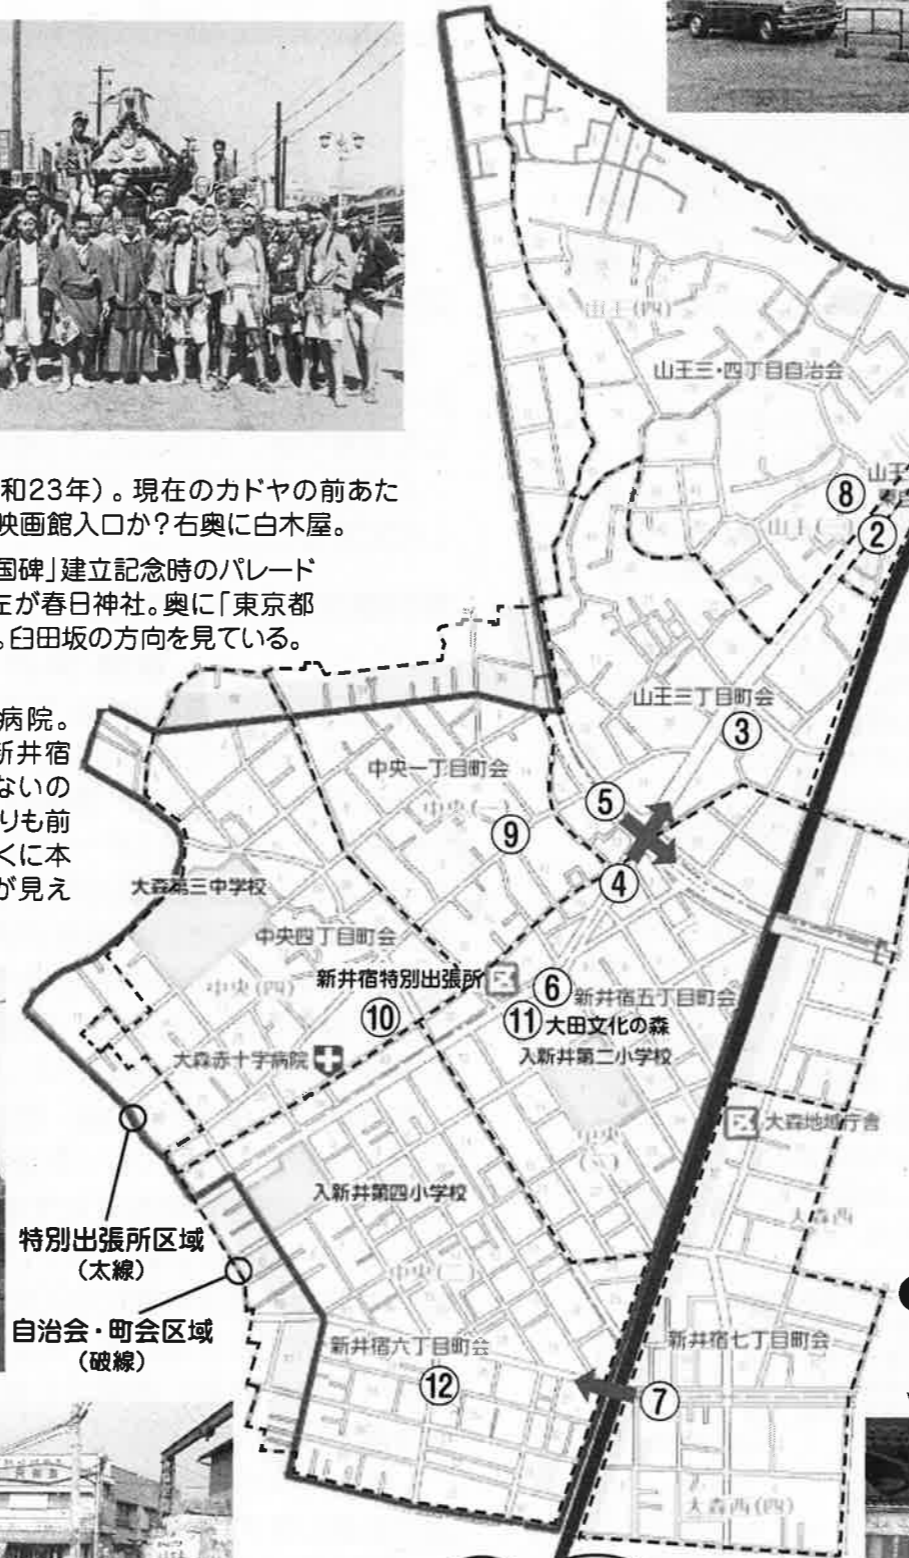 和23年）。現在のカドヤの前あた
映画館入口か?右奥に白木屋。
国碑」建立記念時のパレード
左が春日神社。奥に「東京都
。臼田坂の方向を見ている。
病院。
新井宿
ないの
りも前
くに本
が見え
山王(四)
山王三・四丁目自治会
山王
⑧
山王(二)
②
山王三丁目町会
③
中央一丁目町会
中央(一)
⑤
⑨
④
大森第三中学校
中央四丁目町会
中央(四)
新井宿特別出張所
⑥
新井宿五丁目町会
⑩
⑪大田文化の森
大森赤十字病院
入新井第二小学校
大森地域庁舎
中央
入新井第四小学校
大森西
特別出張所区域
(太線)
中央(二)
自治会・町会区域
(破線)
新井宿六丁目町会
新井宿七丁目町会
⑫
⑦
大森西(四)